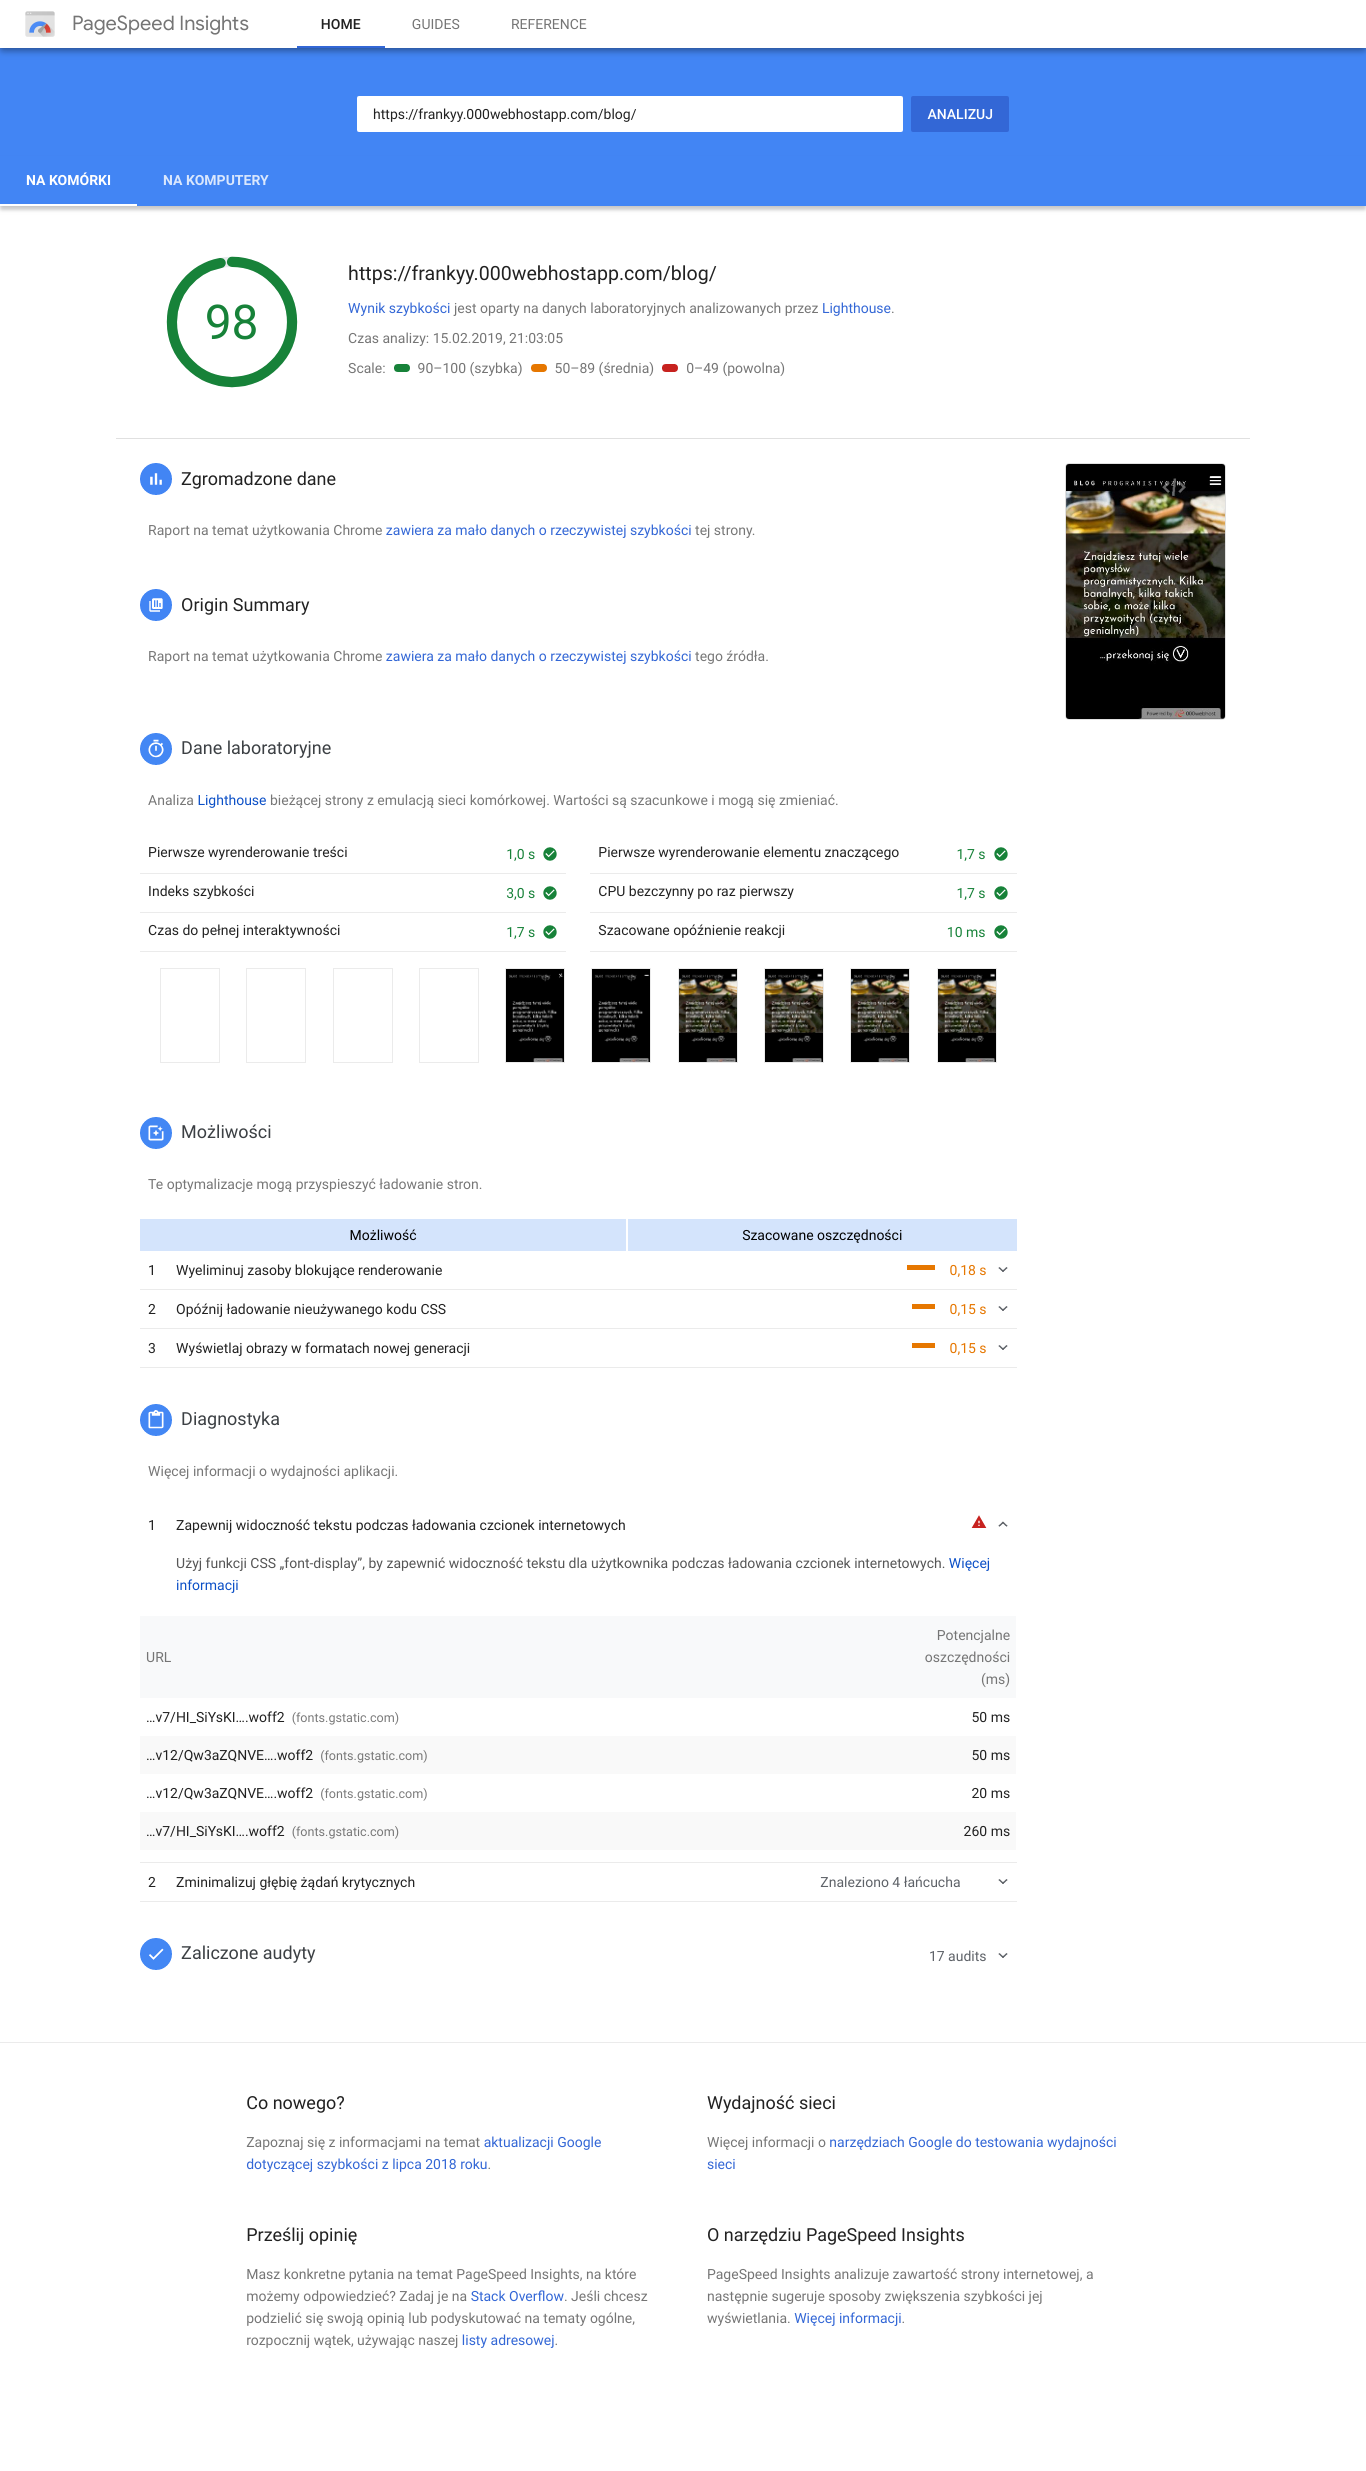 PageSpeed Insights
HOME
GUIDES
REFERENCE
https://frankyy.000webhostapp.com/blog/
ANALIZUJ
NA KOMÓRKI
NA KOMPUTERY
98
https://frankyy.000webhostapp.com/blog/
Wynik szybkości jest oparty na danych laboratoryjnych analizowanych przez Lighthouse.
Czas analizy: 15.02.2019, 21:03:05
Scale: 90–100 (szybka) 50–89 (średnia) 0–49 (powolna)
Zgromadzone dane
Raport na temat użytkowania Chrome zawiera za mało danych o rzeczywistej szybkości tej strony.
Origin Summary
Raport na temat użytkowania Chrome zawiera za mało danych o rzeczywistej szybkości tego źródła.
BLOG PROGRAMISTYCZNY
Znajdziesz tutaj wiele
pomysłów
programistycznych. Kilka
banalnych, kilka takich
sobie, a może kilka
przyzwoitych (czytaj
genialnych)
...przekonaj się
Powered by 000webhost
Dane laboratoryjne
Analiza Lighthouse bieżącej strony z emulacją sieci komórkowej. Wartości są szacunkowe i mogą się zmieniać.
Pierwsze wyrenderowanie treści 1,0 s
Pierwsze wyrenderowanie elementu znaczącego 1,7 s
Indeks szybkości 3,0 s
CPU bezczynny po raz pierwszy 1,7 s
Czas do pełnej interaktywności 1,7 s
Szacowane opóźnienie reakcji 10 ms
Możliwości
Te optymalizacje mogą przyspieszyć ładowanie stron.
Możliwość Szacowane oszczędności
1 Wyeliminuj zasoby blokujące renderowanie 0,18 s
2 Opóźnij ładowanie nieużywanego kodu CSS 0,15 s
3 Wyświetlaj obrazy w formatach nowej generacji 0,15 s
Diagnostyka
Więcej informacji o wydajności aplikacji.
1 Zapewnij widoczność tekstu podczas ładowania czcionek internetowych
Użyj funkcji CSS „font-display”, by zapewnić widoczność tekstu dla użytkownika podczas ładowania czcionek internetowych. Więcej
informacji
URL
Potencjalne
oszczędności
(ms)
…v7/HI_SiYsKI….woff2 (fonts.gstatic.com) 50 ms
…v12/Qw3aZQNVE….woff2 (fonts.gstatic.com) 50 ms
…v12/Qw3aZQNVE….woff2 (fonts.gstatic.com) 20 ms
…v7/HI_SiYsKI….woff2 (fonts.gstatic.com) 260 ms
2 Zminimalizuj głębię żądań krytycznych Znaleziono 4 łańcucha
Zaliczone audyty 17 audits
Co nowego?
Zapoznaj się z informacjami na temat aktualizacji Google
dotyczącej szybkości z lipca 2018 roku.
Wydajność sieci
Więcej informacji o narzędziach Google do testowania wydajności
sieci
Prześlij opinię
Masz konkretne pytania na temat PageSpeed Insights, na które
możemy odpowiedzieć? Zadaj je na Stack Overflow. Jeśli chcesz
podzielić się swoją opinią lub podyskutować na tematy ogólne,
rozpocznij wątek, używając naszej listy adresowej.
O narzędziu PageSpeed Insights
PageSpeed Insights analizuje zawartość strony internetowej, a
następnie sugeruje sposoby zwiększenia szybkości jej
wyświetlania. Więcej informacji.